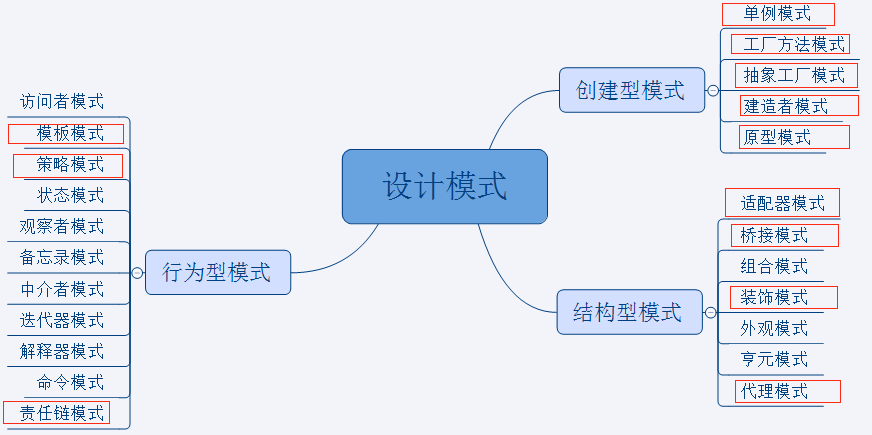 设计模式
创建型模式
单例模式
工厂方法模式
抽象工厂模式
建造者模式
原型模式
结构型模式
适配器模式
桥接模式
组合模式
装饰模式
外观模式
亨元模式
代理模式
行为型模式
访问者模式
模板模式
策略模式
状态模式
观察者模式
备忘录模式
中介者模式
迭代器模式
解释器模式
命令模式
责任链模式